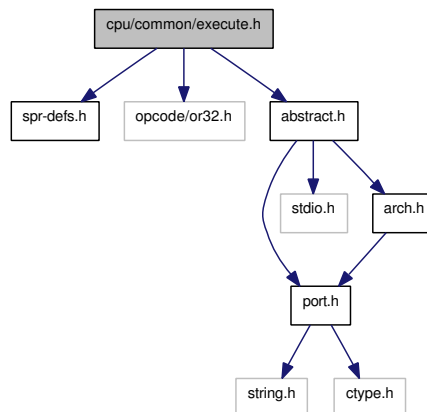 cpu/common/execute.h
spr-defs.h
opcode/or32.h
abstract.h
stdio.h
arch.h
port.h
string.h
ctype.h